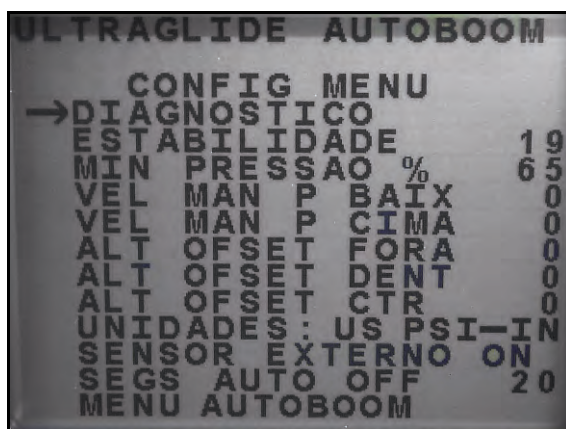 ULTRAGLIDE AUTOBOOM
CONFIG MENU
→DIAGNOSTICO
ESTABILIDADE 19
MIN PRESSAO % 65
VEL MAN P BAIX 0
VEL MAN P CIMA 0
ALT OFSET FORA 0
ALT OFSET DENT 0
ALT OFSET CTR 0
UNIDADES: US PSI-IN
SENSOR EXTERNO ON
SEGS AUTO OFF 20
MENU AUTOBOOM